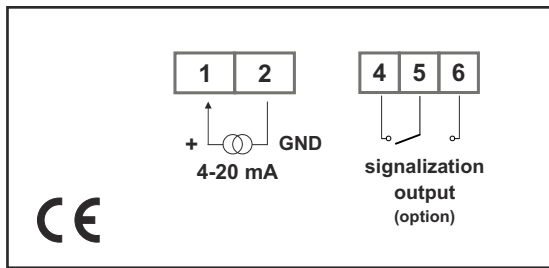 1 2
4 5 6
+ GND
4-20 mA
signalization
output
(option)
CE